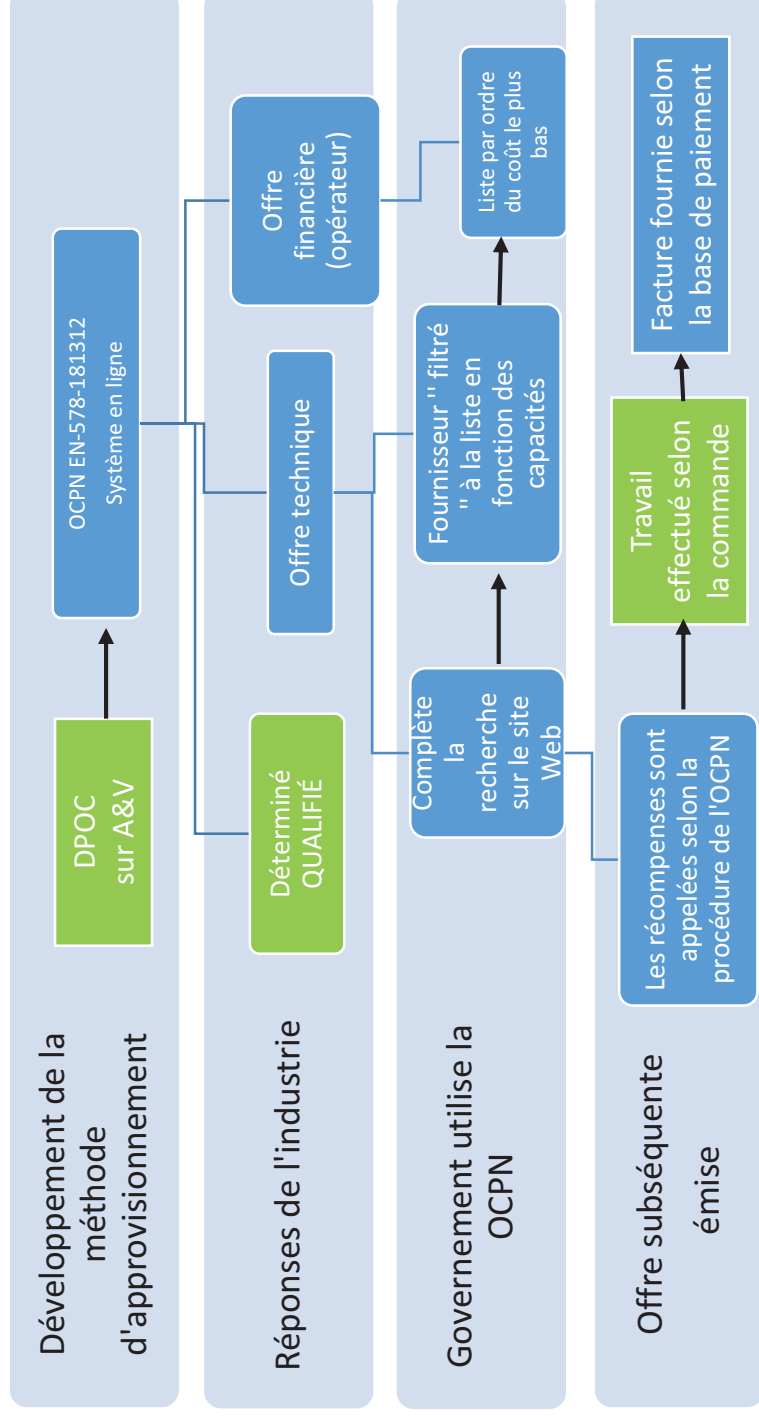 Développement de la
méthode
d'approvisionnement
DPOC
sur A&V
OCPN EN-578-181312
Système en ligne
Réponses de l'industrie
Déterminé
QUALIFIÉ
Offre technique
Offre
financière
(opérateur)
Governement utilise la
OCPN
Complète
la
recherche
sur le site
Web
Fournisseur " filtré
" à la liste en
fonction des
capacités
Liste par ordre
du coût le plus
bas
Offre subséquente
émise
Les récompenses sont
appelées selon la
procédure de l'OCPN
Travail
effectué selon
la commande
Facture fournie selon
la base de paiement